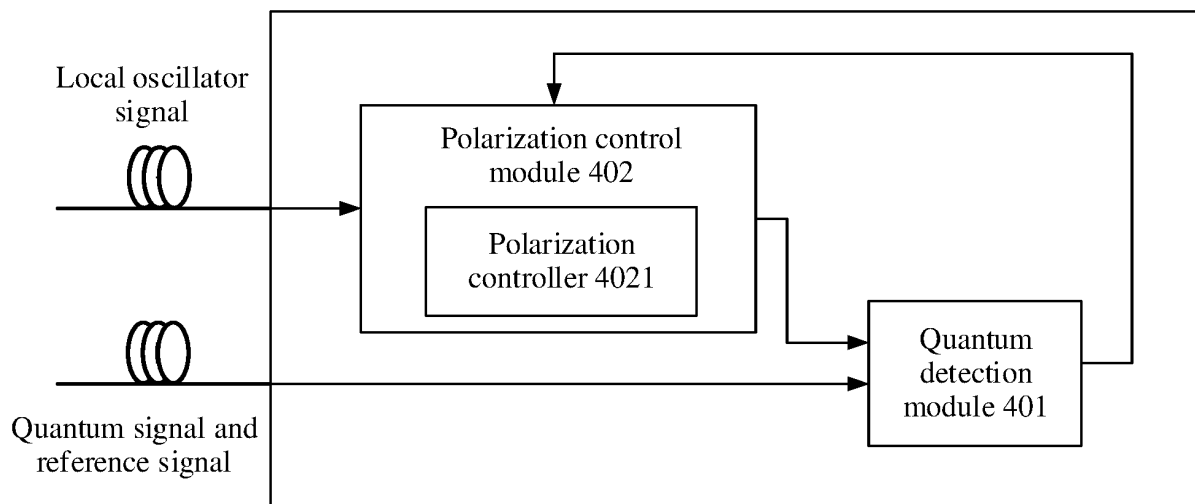 Local oscillator
signal
Polarization control
module 402
Polarization
controller 4021
Quantum
detection
module 401
Quantum signal and
reference signal